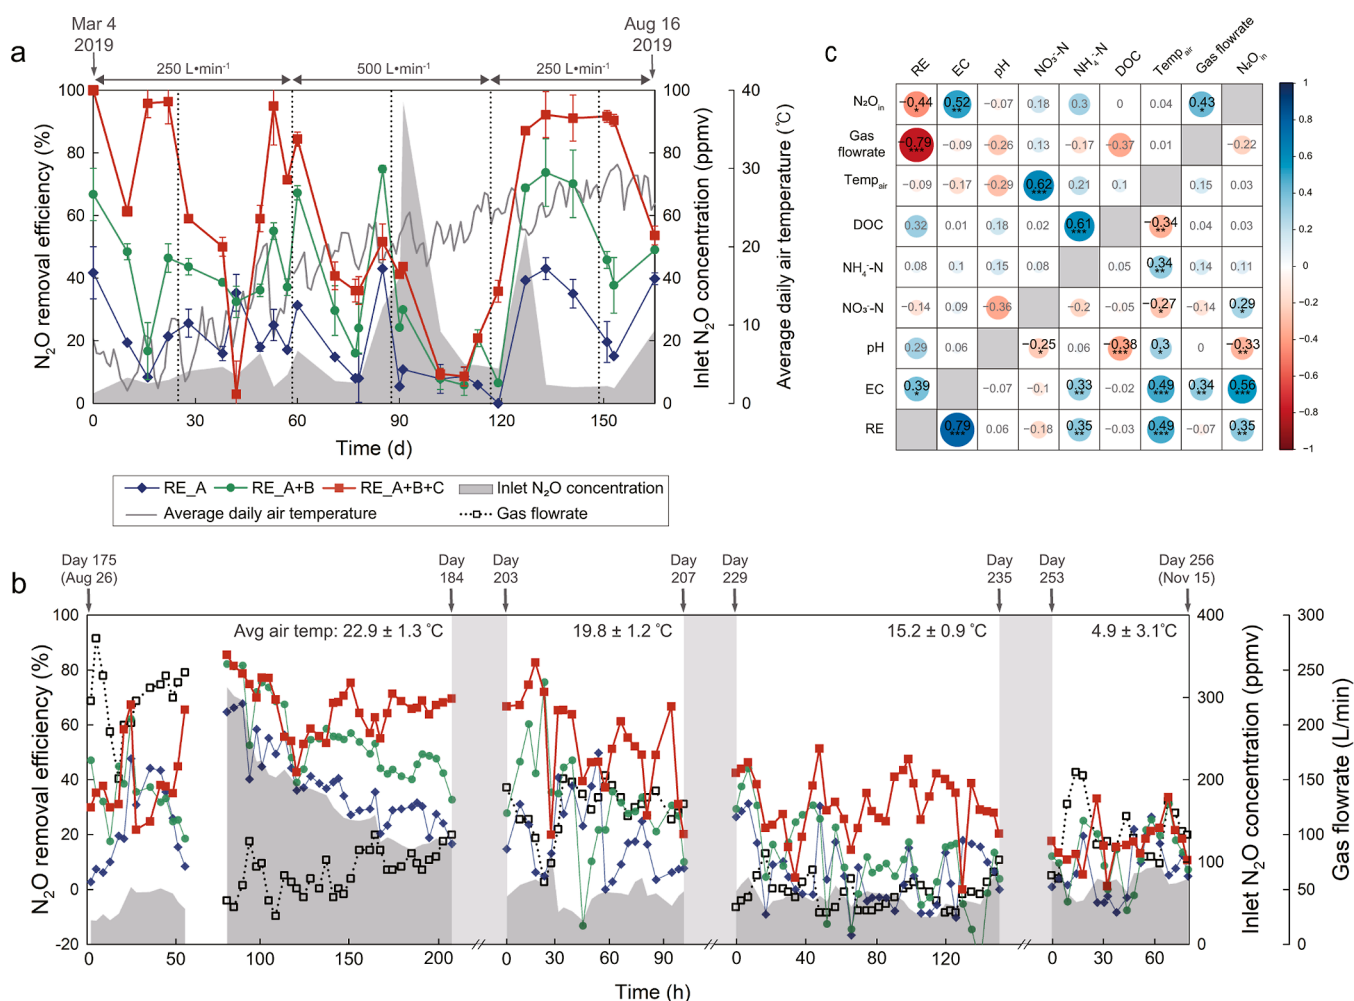 a
Mar 4
2019
Aug 16
2019
250 L•min⁻¹
500 L•min⁻¹
250 L•min⁻¹
N₂O removal efficiency (%)
100
80
60
40
20
0
0
30
60
90
120
150
Time (d)
100
80
60
40
20
0
Inlet N₂O concentration (ppmv)
40
30
20
10
0
Average daily air temperature (℃)
RE_A
RE_A+B
RE_A+B+C
Inlet N₂O concentration
Average daily air temperature
Gas flowrate
c
RE
EC
pH
NO₃⁻-N
NH₄⁻-N
DOC
Temp_air
Gas flowrate
N₂O_in
N₂O_in
−0.44 * 0.52 ** −0.07 0.18 0.3 0 0.04 0.43 *
Gas
flowrate
−0.79 *** −0.09 −0.26 0.13 −0.17 −0.37 0.01 −0.22
Temp_air
−0.09 −0.17 −0.29 0.62 *** 0.21 0.1 0.15 0.03
DOC
0.32 0.01 0.18 0.02 0.61 *** −0.34 ** 0.04 0.03
NH₄⁻-N
0.08 0.1 0.15 0.08 0.05 0.34 ** 0.14 0.11
NO₃⁻-N
−0.14 0.09 −0.36 −0.2 −0.05 −0.27 * −0.14 0.29 *
pH
0.29 0.06 −0.25 * 0.06 −0.38 *** 0.3 * 0 −0.33 **
EC
0.39 * −0.07 −0.1 0.33 ** −0.02 0.49 *** 0.34 ** 0.56 ***
RE
0.79 *** 0.06 −0.18 0.35 ** −0.03 0.49 *** −0.07 0.35 **
1
0.8
0.6
0.4
0.2
0
−0.2
−0.4
−0.6
−0.8
−1
b
Day 175
(Aug 26)
Day
184
Day
203
Day
207
Day
229
Day
235
Day
253
Day 256
(Nov 15)
Avg air temp: 22.9 ± 1.3 ℃
19.8 ± 1.2 ℃
15.2 ± 0.9 ℃
4.9 ± 3.1℃
N₂O removal efficiency (%)
100
80
60
40
20
0
-20
0
50
100
150
200
0
40
80
0
40
80
120
0
30
60
Time (h)
400
300
200
100
0
Inlet N₂O concentration (ppmv)
300
250
200
150
100
50
0
Gas flowrate (L/min)